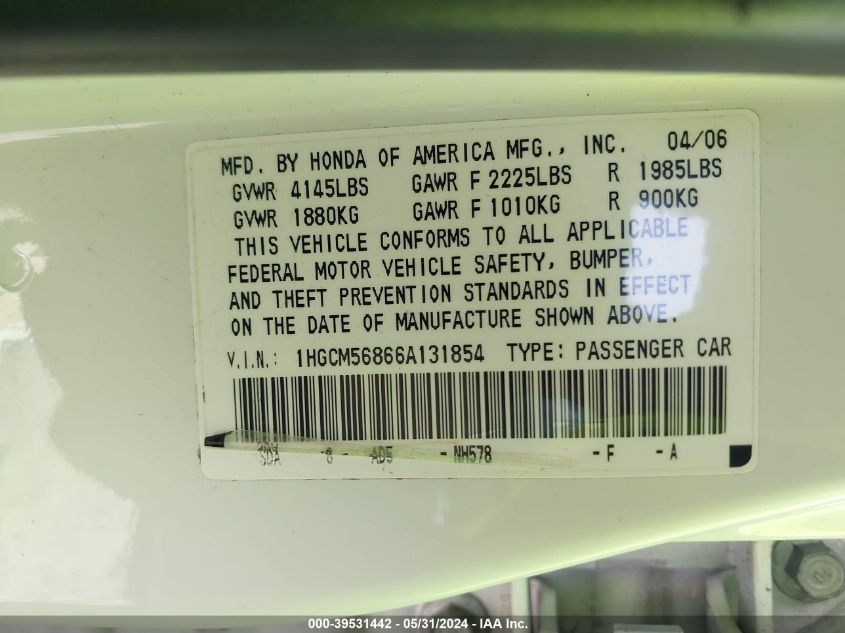 MFD. BY HONDA OF AMERICA MFG., INC. 04/06
GVWR 4145LBS GAWR F 2225LBS R 1985LBS
GVWR 1880KG GAWR F 1010KG R 900KG
THIS VEHICLE CONFORMS TO ALL APPLICABLE
FEDERAL MOTOR VEHICLE SAFETY, BUMPER,
AND THEFT PREVENTION STANDARDS IN EFFECT
ON THE DATE OF MANUFACTURE SHOWN ABOVE.
V.I.N.: 1HGCM56866A131854 TYPE: PASSENGER CAR
AD5 - NH578 - F - A
000-39531442 - 05/31/2024 - IAA Inc.